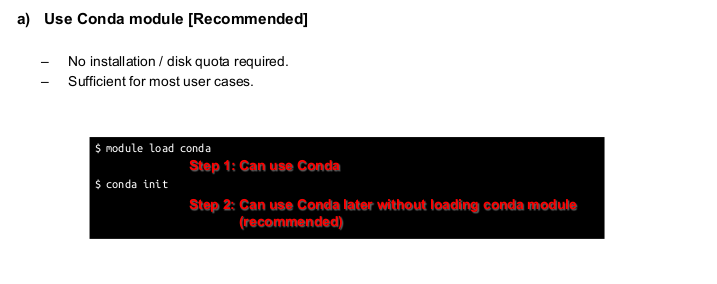 a) Use Conda module [Recommended]
– No installation / disk quota required.
– Sufficient for most user cases.
$ module load conda
Step 1: Can use Conda
$ conda init
Step 2: Can use Conda later without loading conda module
(recommended)